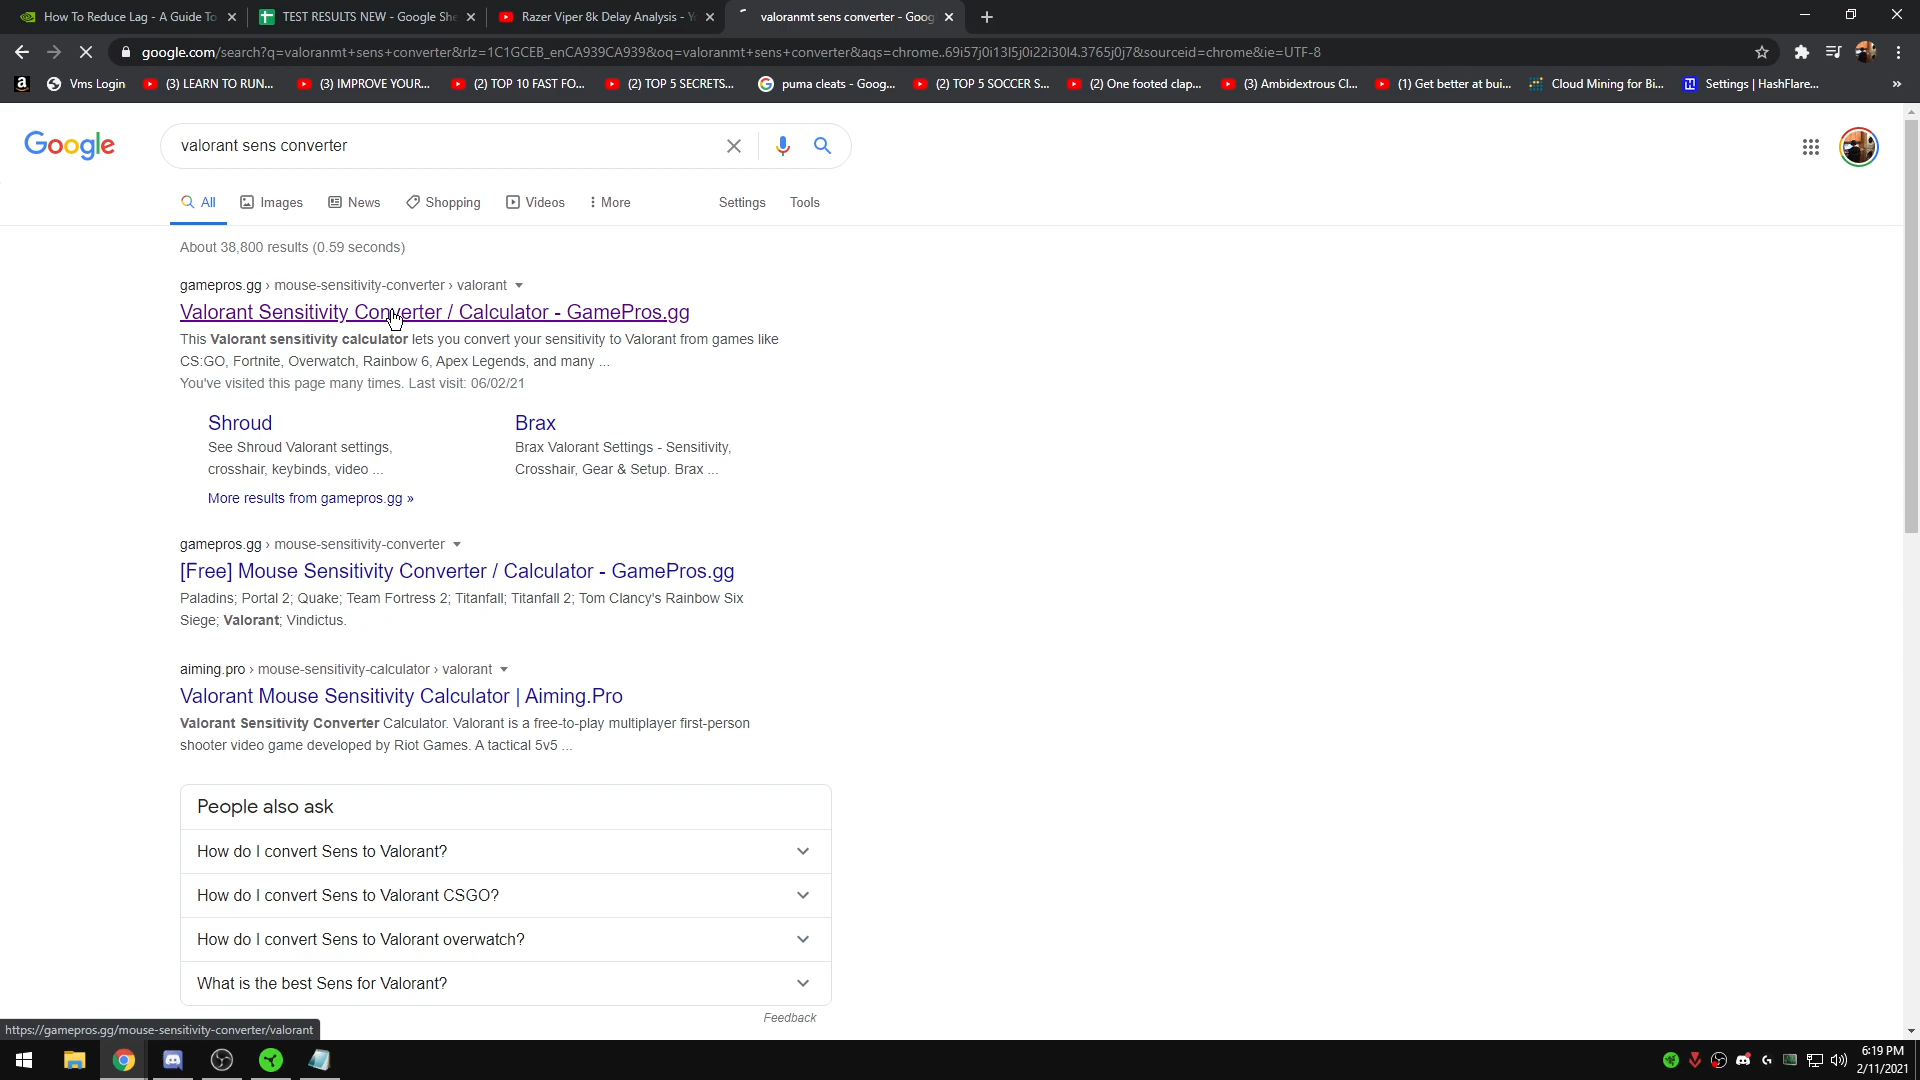 How To Reduce Lag - A Guide To
TEST RESULTS NEW - Google She
Razer Viper 8k Delay Analysis - Y
valoranmt sens converter - Goog
google.com/search?q=valoranmt+sens+converter&rlz=1C1GCEB_enCA939CA939&oq=valoranmt+sens+converter&aqs=chrome..69i57j0i13l5j0i22i30l4.3765j0j7&sourceid=chrome&ie=UTF-8
Vms Login
(3) LEARN TO RUN...
(3) IMPROVE YOUR...
(2) TOP 10 FAST FO...
(2) TOP 5 SECRETS...
puma cleats - Goog...
(2) TOP 5 SOCCER S...
(2) One footed clap...
(3) Ambidextrous Cl...
(1) Get better at bui...
Cloud Mining for Bi...
Settings | HashFlare...
»
Google
valorant sens converter
All
Images
News
Shopping
Videos
More
Settings
Tools
About 38,800 results (0.59 seconds)
gamepros.gg › mouse-sensitivity-converter › valorant
Valorant Sensitivity Converter / Calculator - GamePros.gg
This Valorant sensitivity calculator lets you convert your sensitivity to Valorant from games like
CS:GO, Fortnite, Overwatch, Rainbow 6, Apex Legends, and many ...
You've visited this page many times. Last visit: 06/02/21
Shroud
See Shroud Valorant settings,
crosshair, keybinds, video ...
Brax
Brax Valorant Settings - Sensitivity,
Crosshair, Gear & Setup. Brax ...
More results from gamepros.gg »
gamepros.gg › mouse-sensitivity-converter
[Free] Mouse Sensitivity Converter / Calculator - GamePros.gg
Paladins; Portal 2; Quake; Team Fortress 2; Titanfall; Titanfall 2; Tom Clancy's Rainbow Six
Siege; Valorant; Vindictus.
aiming.pro › mouse-sensitivity-calculator › valorant
Valorant Mouse Sensitivity Calculator | Aiming.Pro
Valorant Sensitivity Converter Calculator. Valorant is a free-to-play multiplayer first-person
shooter video game developed by Riot Games. A tactical 5v5 ...
People also ask
How do I convert Sens to Valorant?
How do I convert Sens to Valorant CSGO?
How do I convert Sens to Valorant overwatch?
What is the best Sens for Valorant?
Feedback
https://gamepros.gg/mouse-sensitivity-converter/valorant
6:19 PM
2/11/2021